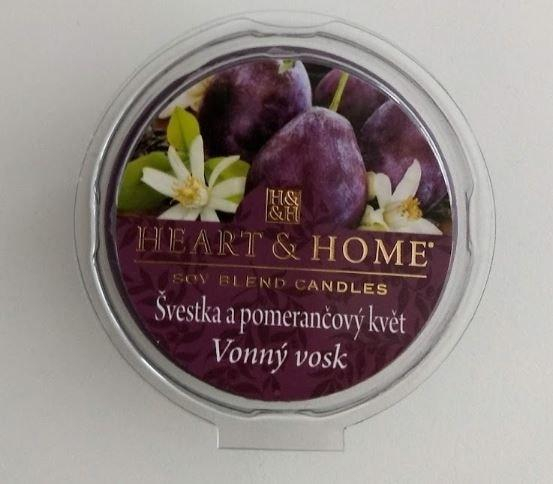 H&
&H
HEART & HOME®
SOY BLEND CANDLES
Švestka a pomerančový květ
Vonný vosk